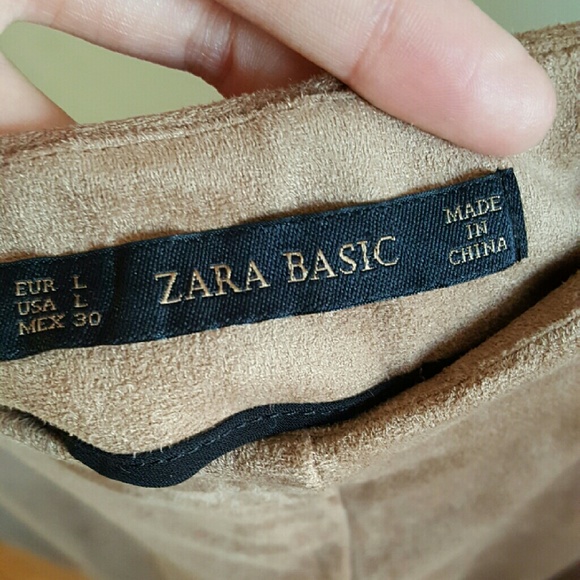 EUR L
USA L
MEX 30
ZARA BASIC
MADE
IN
CHINA